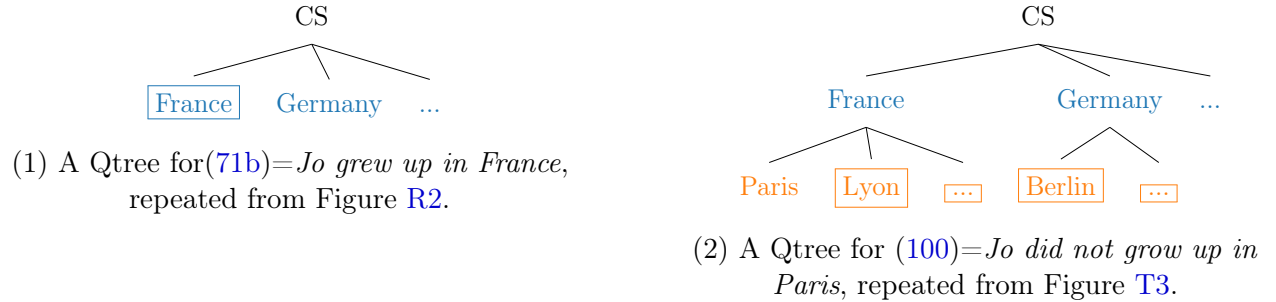 CS
France Germany ...
(1) A Qtree for(71b)=Jo grew up in France,
repeated from Figure R2.
CS
France Germany ...
Paris Lyon ... Berlin ...
(2) A Qtree for (100)=Jo did not grow up in
Paris, repeated from Figure T3.